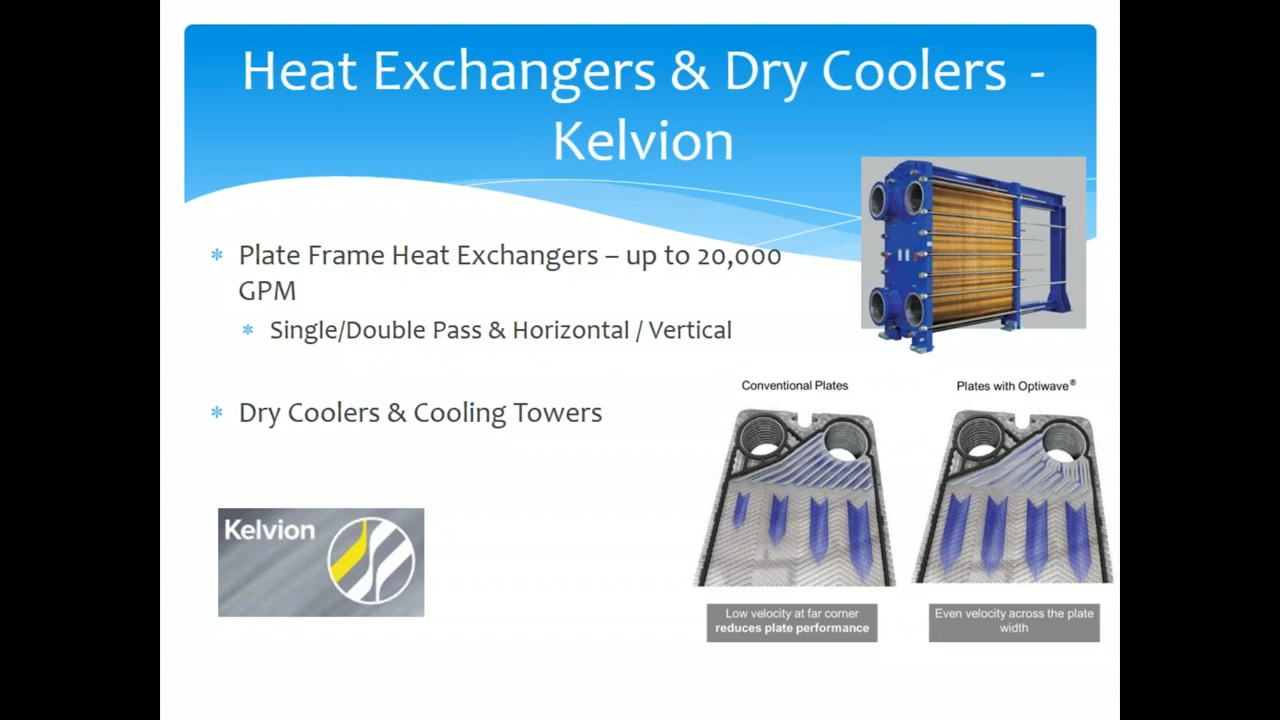 Heat Exchangers & Dry Coolers -
Kelvion
* Plate Frame Heat Exchangers – up to 20,000
GPM
* Single/Double Pass & Horizontal / Vertical
* Dry Coolers & Cooling Towers
Kelvion
Conventional Plates
Plates with Optiwave®
Low velocity at far corner
reduces plate performance
Even velocity across the plate
width